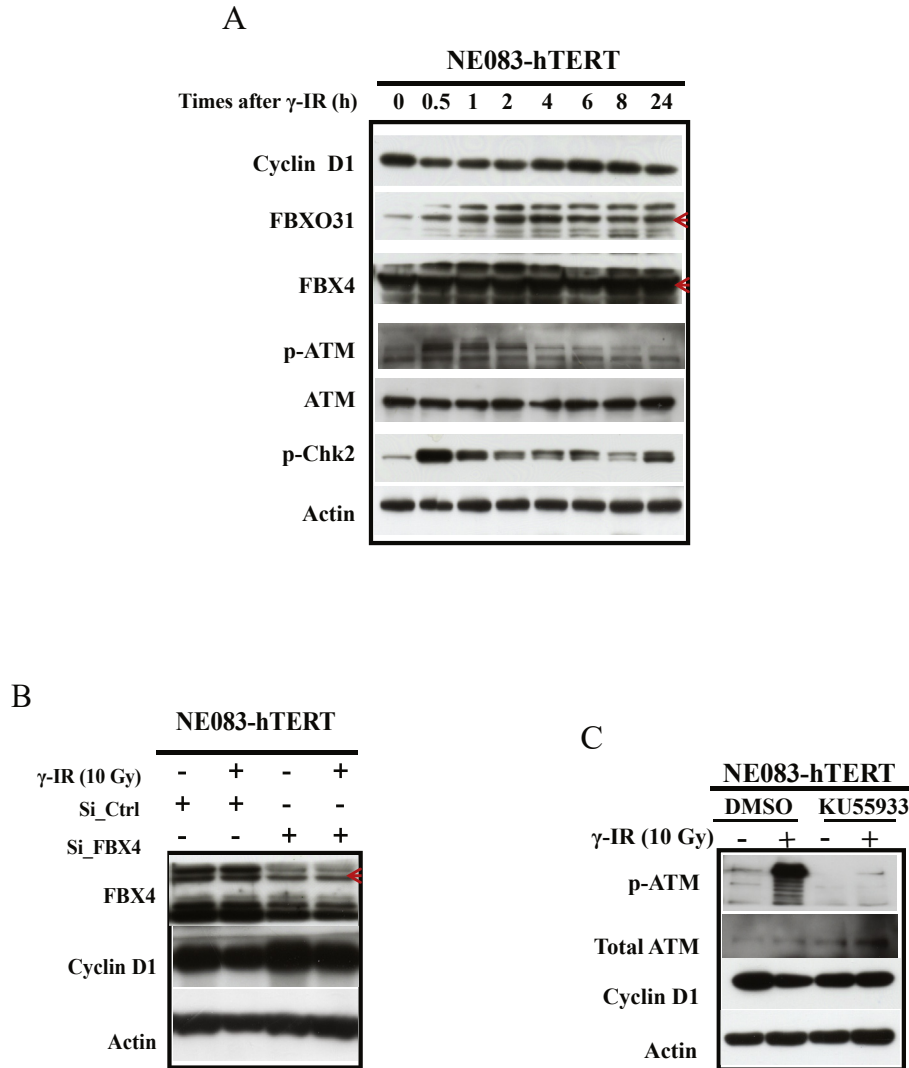 A
NE083-hTERT
Times after γ-IR (h) 0 0.5 1 2 4 6 8 24
Cyclin D1
FBXO31
FBX4
p-ATM
ATM
p-Chk2
Actin
B
NE083-hTERT
γ-IR (10 Gy) - + - +
Si_Ctrl + + - -
Si_FBX4 - - + +
FBX4
Cyclin D1
Actin
C
NE083-hTERT
DMSO KU55933
γ-IR (10 Gy) - + - +
p-ATM
Total ATM
Cyclin D1
Actin